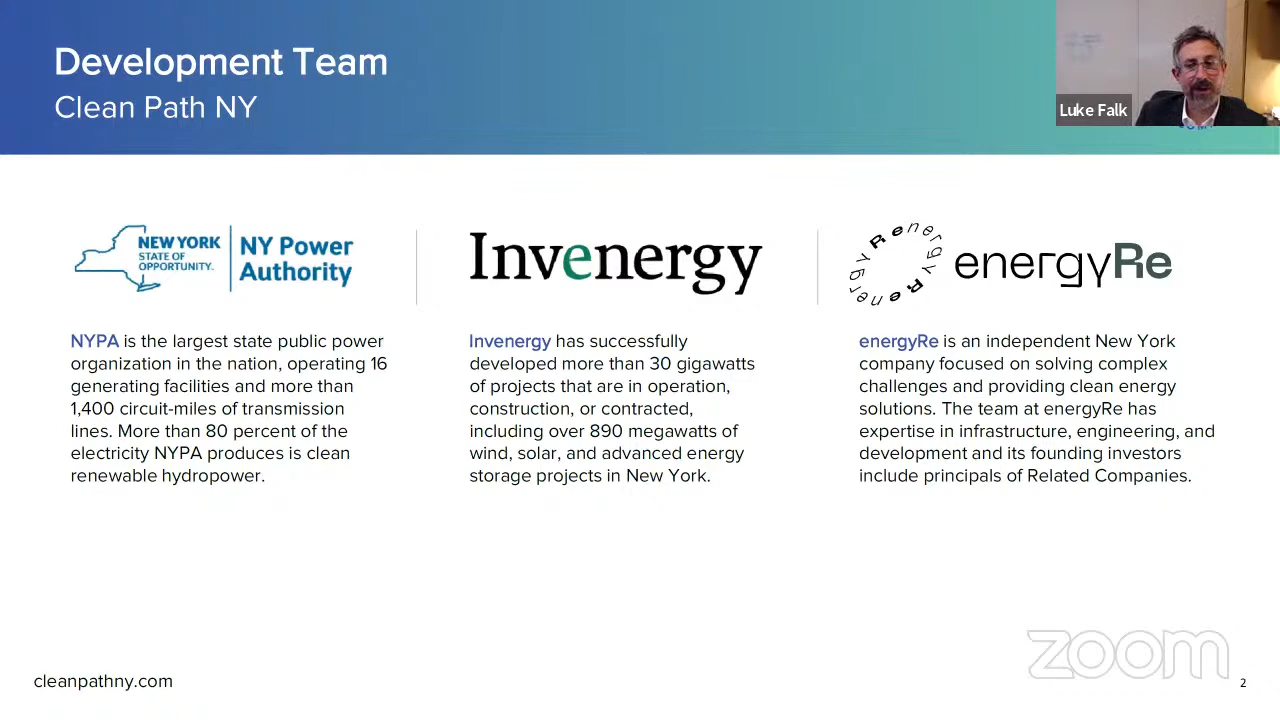 Development Team
Clean Path NY
Luke Falk
NEW YORK
STATE OF
OPPORTUNITY.
NY Power
Authority
Invenergy
energyRe energyRe
energyRe
NYPA is the largest state public power
organization in the nation, operating 16
generating facilities and more than
1,400 circuit-miles of transmission
lines. More than 80 percent of the
electricity NYPA produces is clean
renewable hydropower.
Invenergy has successfully
developed more than 30 gigawatts
of projects that are in operation,
construction, or contracted,
including over 890 megawatts of
wind, solar, and advanced energy
storage projects in New York.
energyRe is an independent New York
company focused on solving complex
challenges and providing clean energy
solutions. The team at energyRe has
expertise in infrastructure, engineering, and
development and its founding investors
include principals of Related Companies.
zoom
cleanpathny.com
2